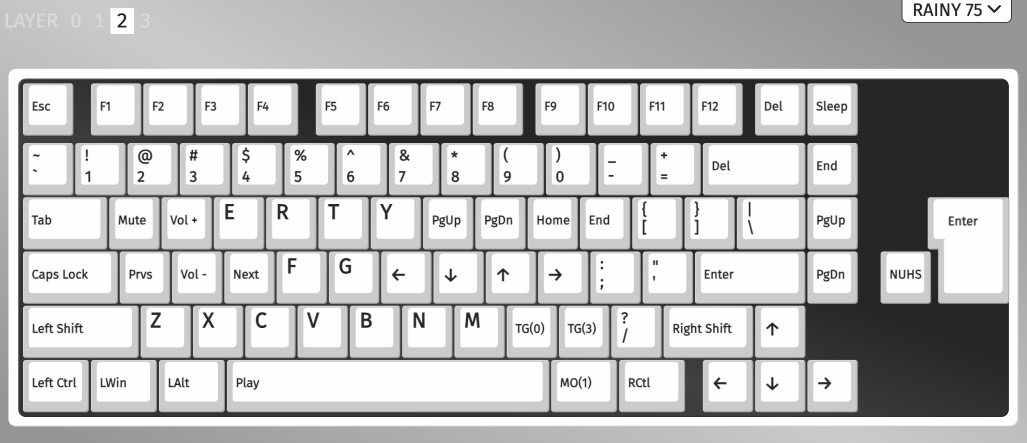 LAYER 0 1 2 3
RAINY 75
Esc F1 F2 F3 F4 F5 F6 F7 F8 F9 F10 F11 F12 Del Sleep
~ ! @ # $ % ^ & * ( ) _ +
` 1 2 3 4 5 6 7 8 9 0 - = Del End
Tab Mute Vol + E R T Y PgUp PgDn Home End { } | PgUp Enter
[ ] \
Caps Lock Prvs Vol - Next F G ← ↓ ↑ → : " Enter PgDn NUHS
; '
Left Shift Z X C V B N M TG(0) TG(3) ? Right Shift ↑
/
Left Ctrl LWin LAlt Play MO(1) RCtl ← ↓ →